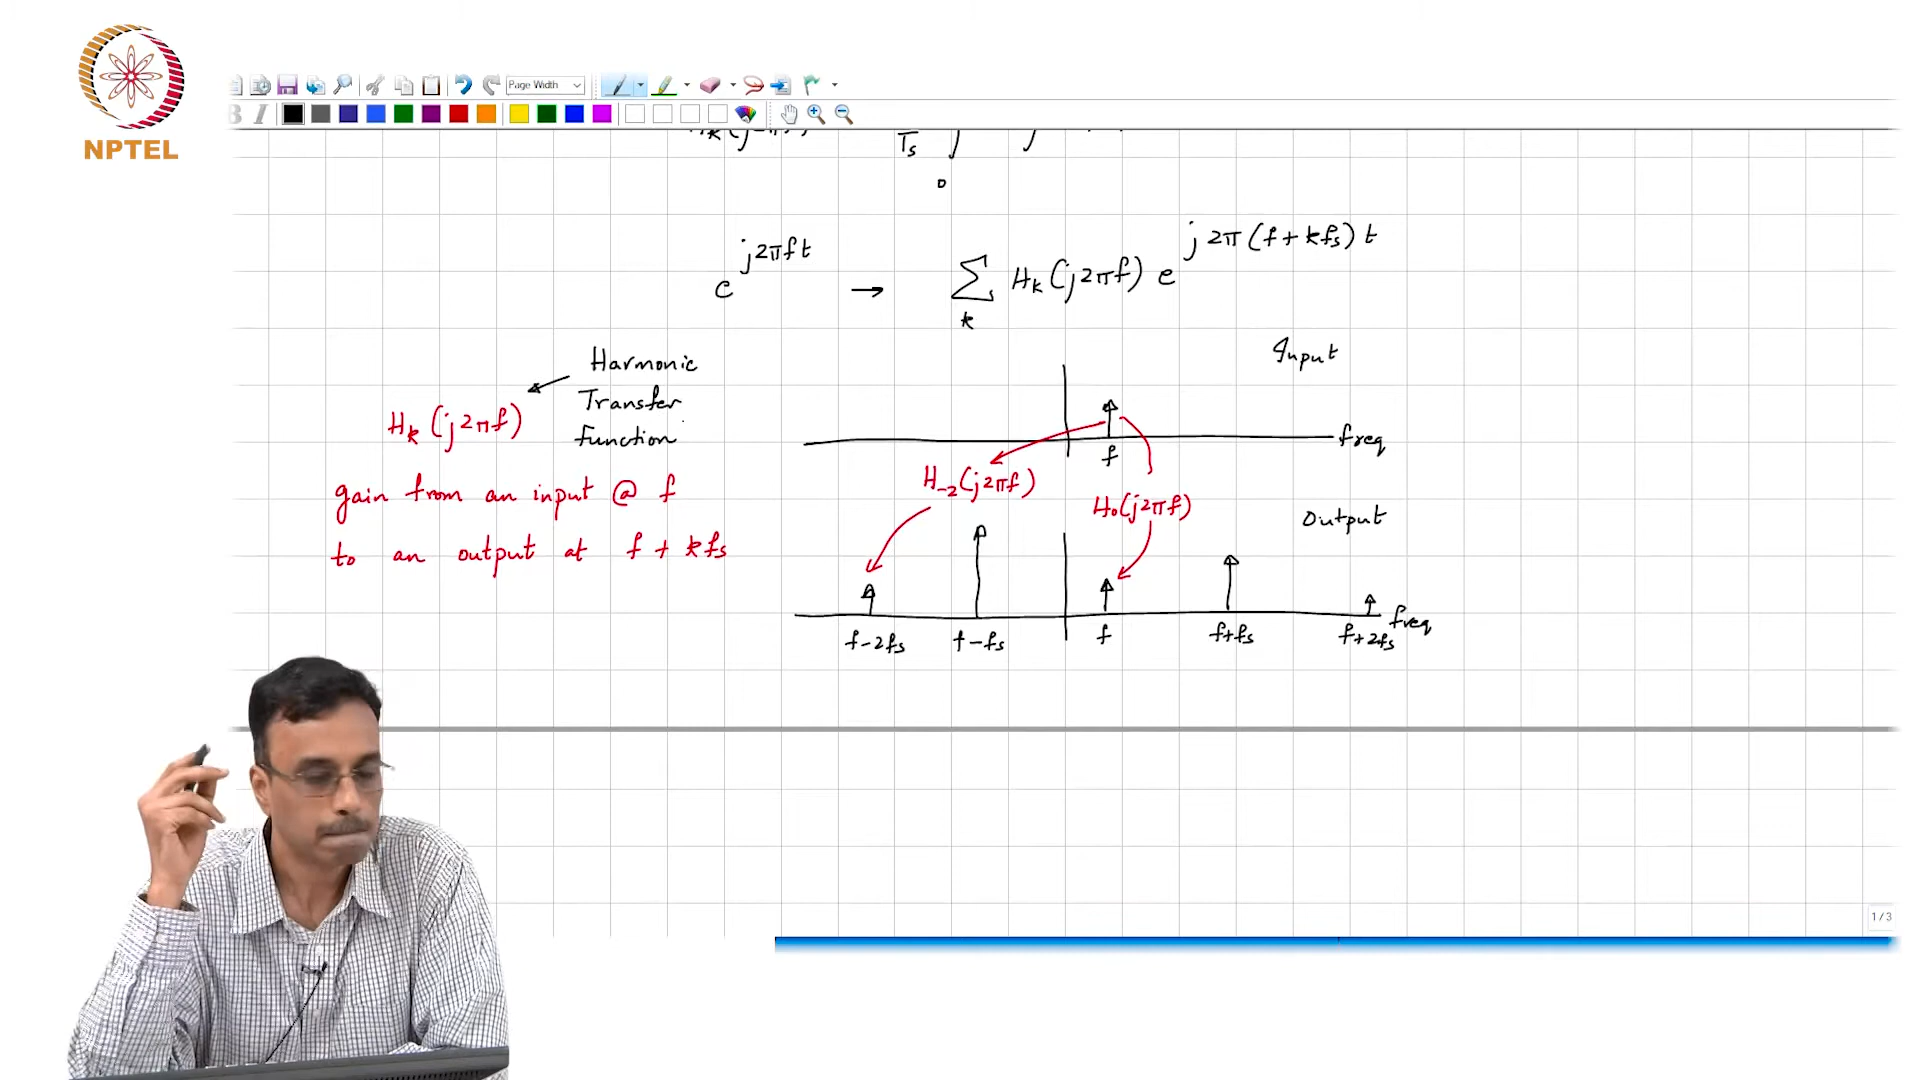 NPTEL
Page Width
B I
Ts
0
e^{j2πft} → Σ_k H_k(j2πf) e^{j2π(f+kfs)t}
Harmonic
Transfer
function
H_k(j2πf)
gain from an input @ f
to an output at f + kfs
Input
freq
f
H_{-2}(j2πf)
H_0(j2πf)
Output
freq
f-2fs f-fs f f+fs f+2fs
1/3